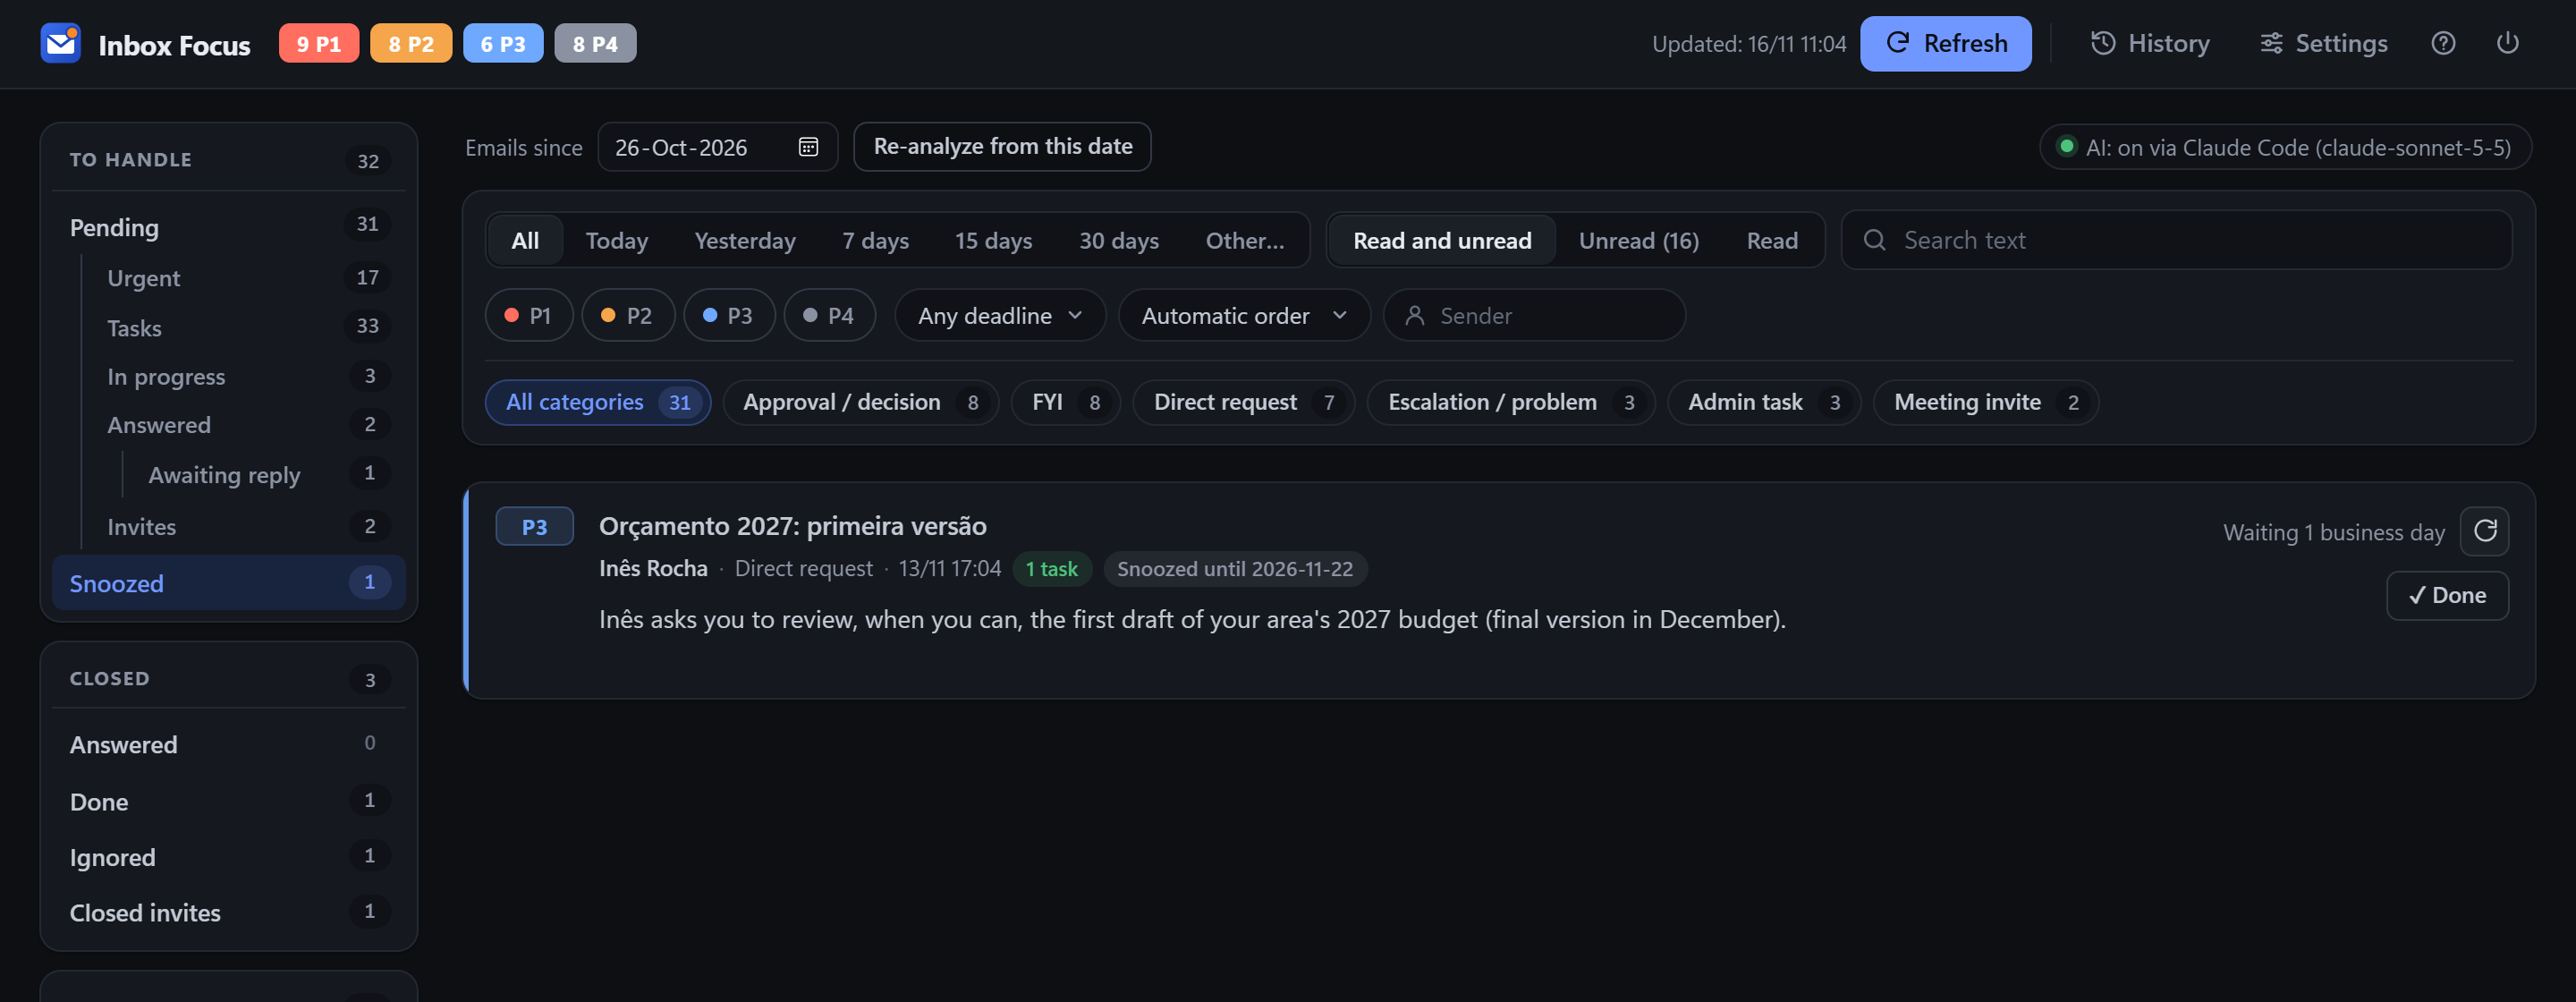 Inbox Focus 9 P1 8 P2 6 P3 8 P4 Updated: 16/11 11:04 Refresh History Settings
TO HANDLE 32
Pending 31
Urgent 17
Tasks 33
In progress 3
Answered 2
Awaiting reply 1
Invites 2
Snoozed 1
CLOSED 3
Answered 0
Done 1
Ignored 1
Closed invites 1
Emails since 26-Oct-2026 Re-analyze from this date AI: on via Claude Code (claude-sonnet-5-5)
All Today Yesterday 7 days 15 days 30 days Other... Read and unread Unread (16) Read Search text
P1 P2 P3 P4 Any deadline Automatic order Sender
All categories 31 Approval / decision 8 FYI 8 Direct request 7 Escalation / problem 3 Admin task 3 Meeting invite 2
P3 Orçamento 2027: primeira versão Waiting 1 business day
Inês Rocha · Direct request · 13/11 17:04 1 task Snoozed until 2026-11-22
✓ Done
Inês asks you to review, when you can, the first draft of your area's 2027 budget (final version in December).